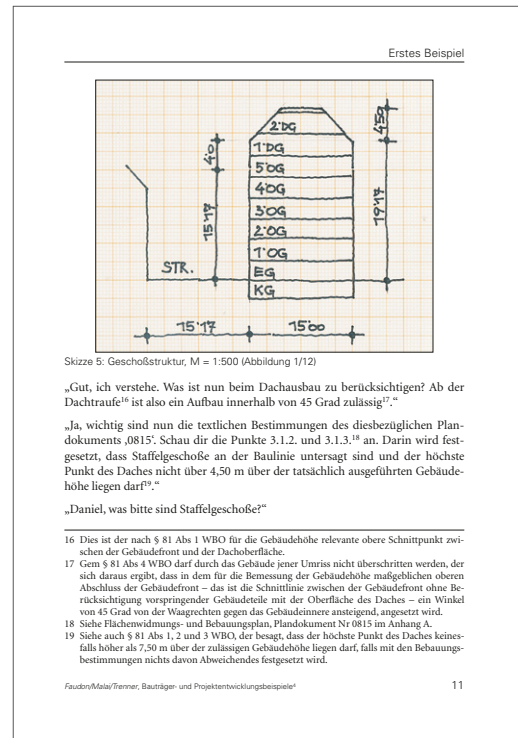 Erstes Beispiel
2.DG
1.DG
5.OG
4.OG
3.OG
2.OG
1.OG
EG
KG
STR.
4.0
15.17
4.50
19.17
15.17
15.00
Skizze 5: Geschoßstruktur, M = 1:500 (Abbildung 1/12)
„Gut, ich verstehe. Was ist nun beim Dachausbau zu berücksichtigen? Ab der
Dachtraufe16 ist also ein Aufbau innerhalb von 45 Grad zulässig17.“
„Ja, wichtig sind nun die textlichen Bestimmungen des diesbezüglichen Plan-
dokuments ‚0815‘. Schau dir die Punkte 3.1.2. und 3.1.3.18 an. Darin wird fest-
gesetzt, dass Staffelgeschoße an der Baulinie untersagt sind und der höchste
Punkt des Daches nicht über 4,50 m über der tatsächlich ausgeführten Gebäude-
höhe liegen darf19.“
„Daniel, was bitte sind Staffelgeschoße?“
16 Dies ist der nach § 81 Abs 1 WBO für die Gebäudehöhe relevante obere Schnittpunkt zwi-
schen der Gebäudefront und der Dachoberfläche.
17 Gem § 81 Abs 4 WBO darf durch das Gebäude jener Umriss nicht überschritten werden, der
sich daraus ergibt, dass in dem für die Bemessung der Gebäudehöhe maßgeblichen oberen
Abschluss der Gebäudefront – das ist die Schnittlinie zwischen der Gebäudefront ohne Be-
rücksichtigung vorspringender Gebäudeteile mit der Oberfläche des Daches – ein Winkel
von 45 Grad von der Waagrechten gegen das Gebäudeinnere ansteigend, angesetzt wird.
18 Siehe Flächenwidmungs- und Bebauungsplan, Plandokument Nr 0815 im Anhang A.
19 Siehe auch § 81 Abs 1, 2 und 3 WBO, der besagt, dass der höchste Punkt des Daches keines-
falls höher als 7,50 m über der zulässigen Gebäudehöhe liegen darf, falls mit den Bebauungs-
bestimmungen nichts davon Abweichendes festgesetzt wird.
Faudon/Malai/Trenner, Bauträger- und Projektentwicklungsbeispiele4
11